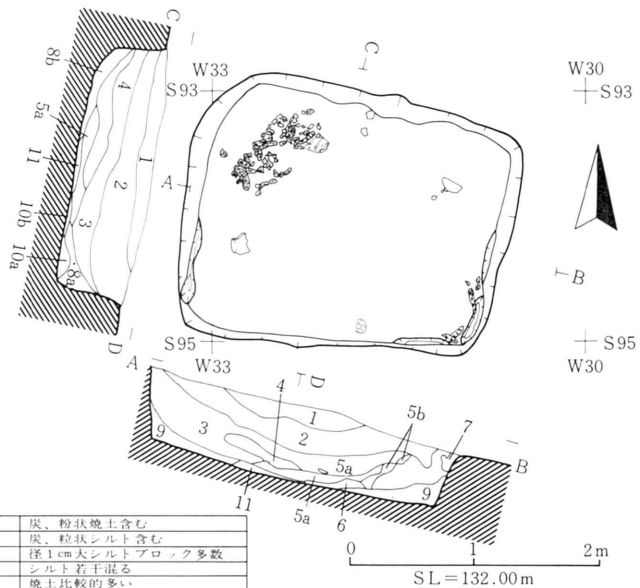 C
W33
S93
C
W30
S93
8b
5a
11
10b
10a
4
1
2
3
8a
A
B
D
S95
W33
S95
W30
A
D
4
1
2
3
5b
7
9
5a
9
B
11
5a
6
炭、粉状焼土含む
炭、粒状シルト含む
径1cm大シルトブロック多数
シルト若干混る
焼土比較的多い
0
1
2m
SL=132.00m